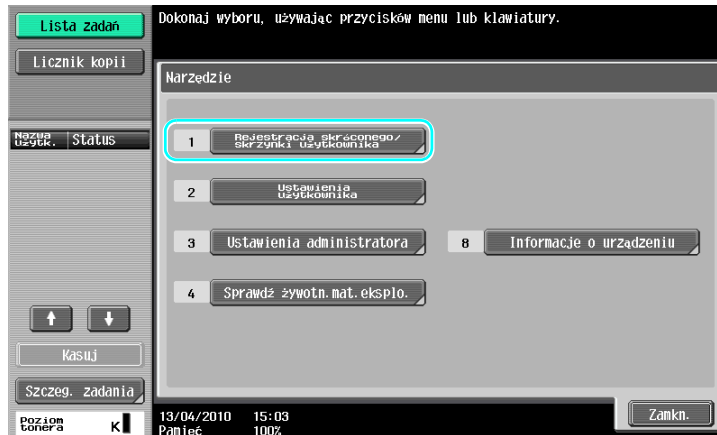 Lista zadań
Dokonaj wyboru, używając przycisków menu lub klawiatury.
Licznik kopii
Narzędzie
Nazwa użytk.
Status
1
Rejestracja skróconego/
skrzynki użytkownika
2
Ustawienia
użytkownika
3
Ustawienia administratora
8
Informacje o urządzeniu
4
Sprawdź żywotn.mat.eksplo.
Kasuj
Szczeg. zadania
Poziom
tonera
K
13/04/2010 15:03
Pamięć 100%
Zamkn.